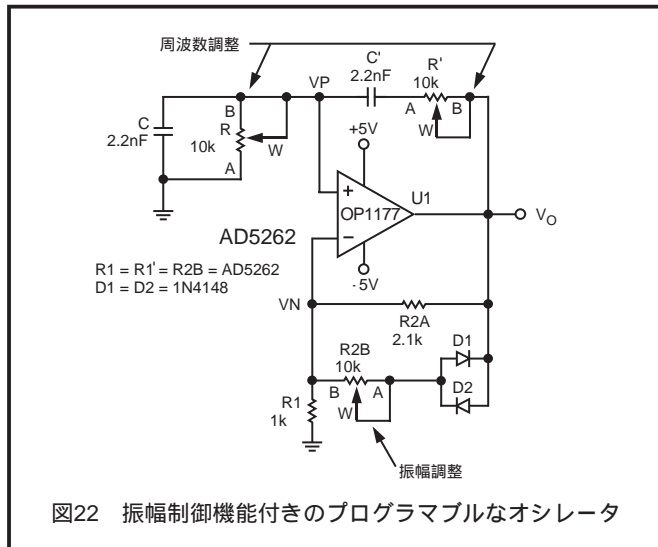 周波数調整
C'
2.2nF
R'
10k
VP
A
B
W
C
2.2nF
B
R
10k
W
A
+5V
+
U1
OP1177
−
-5V
V_O
AD5262
R1 = R1' = R2B = AD5262
D1 = D2 = 1N4148
VN
R2A
2.1k
D1
D2
R2B
10k
B
A
W
R1
1k
振幅調整
図22 振幅制御機能付きのプログラマブルなオシレータ